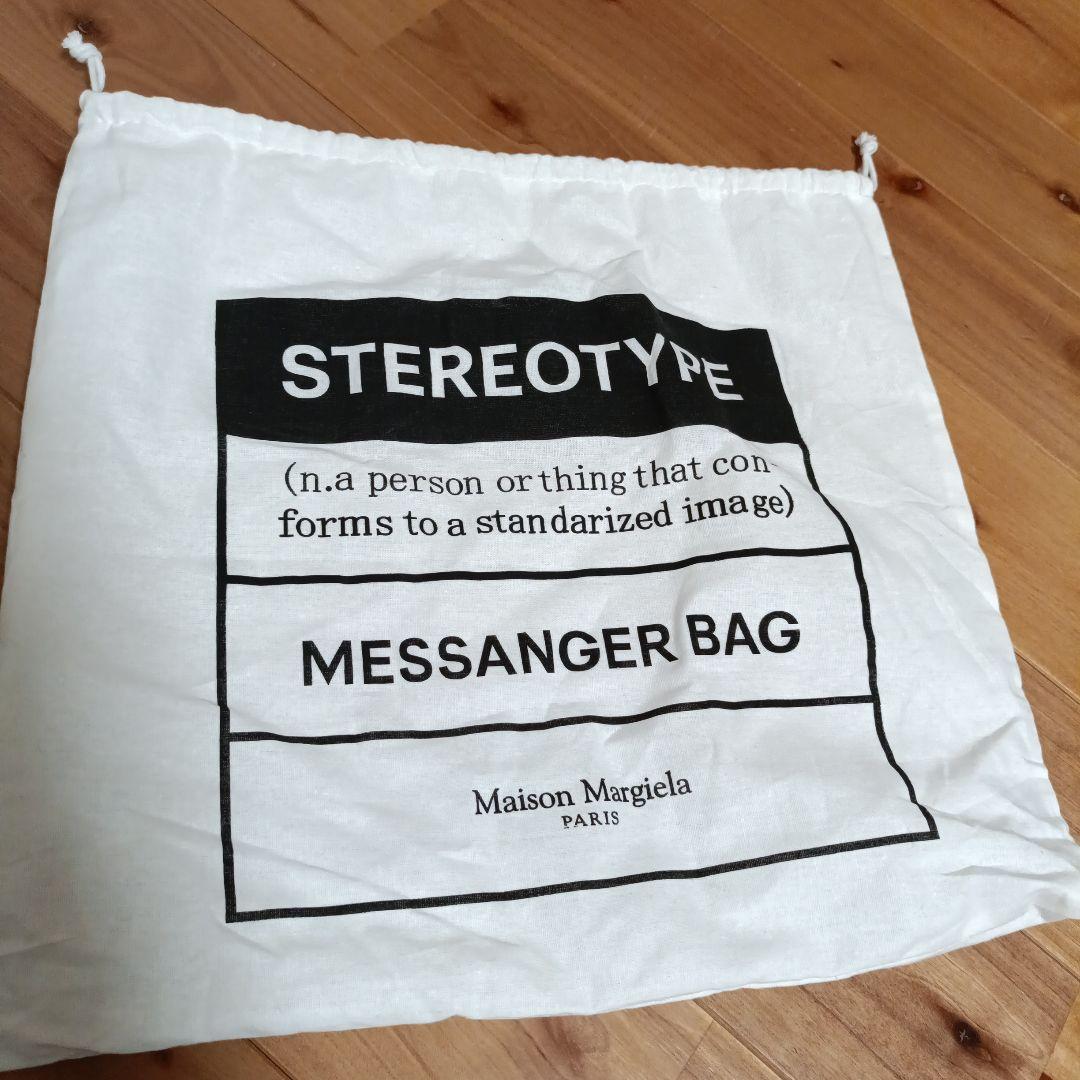 STEREOTYPE
(n.a person or thing that con-
forms to a standarized image)
MESSANGER BAG
Maison Margiela
PARIS